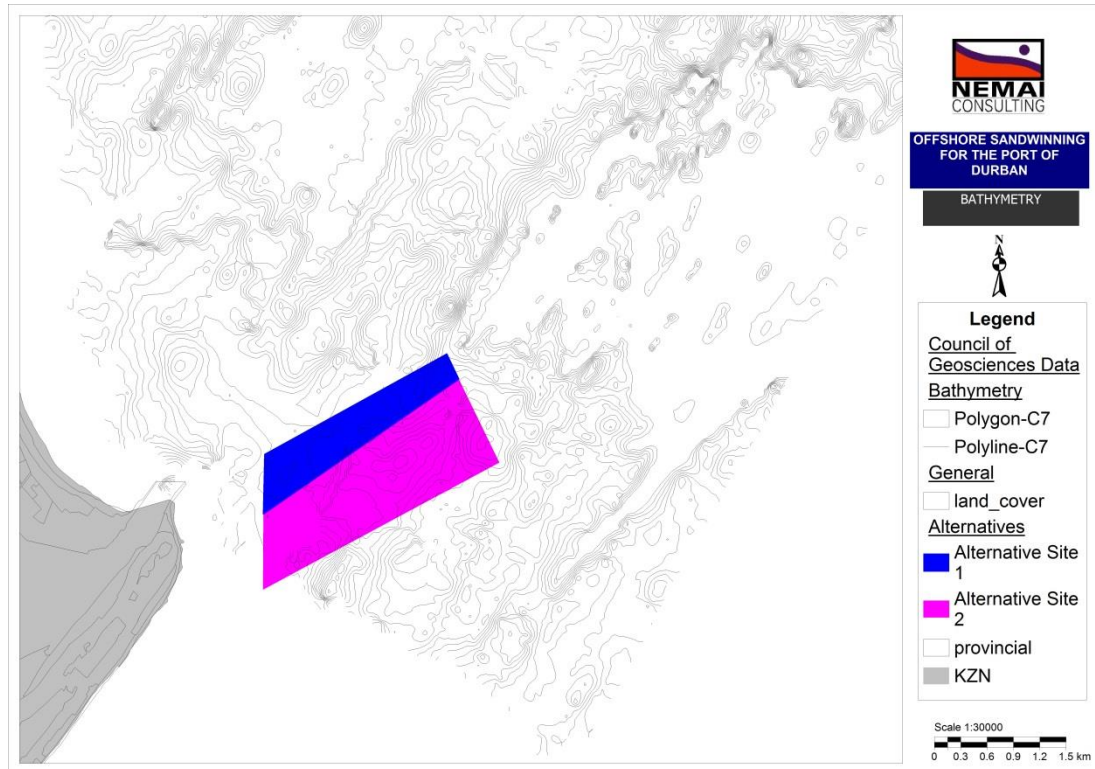 NEMAI
CONSULTING
OFFSHORE SANDWINNING
FOR THE PORT OF
DURBAN
BATHYMETRY
N
Legend
Council of
Geosciences Data
Bathymetry
Polygon-C7
Polyline-C7
General
land_cover
Alternatives
Alternative Site
1
Alternative Site
2
provincial
KZN
Scale 1:30000
0 0.3 0.6 0.9 1.2 1.5 km